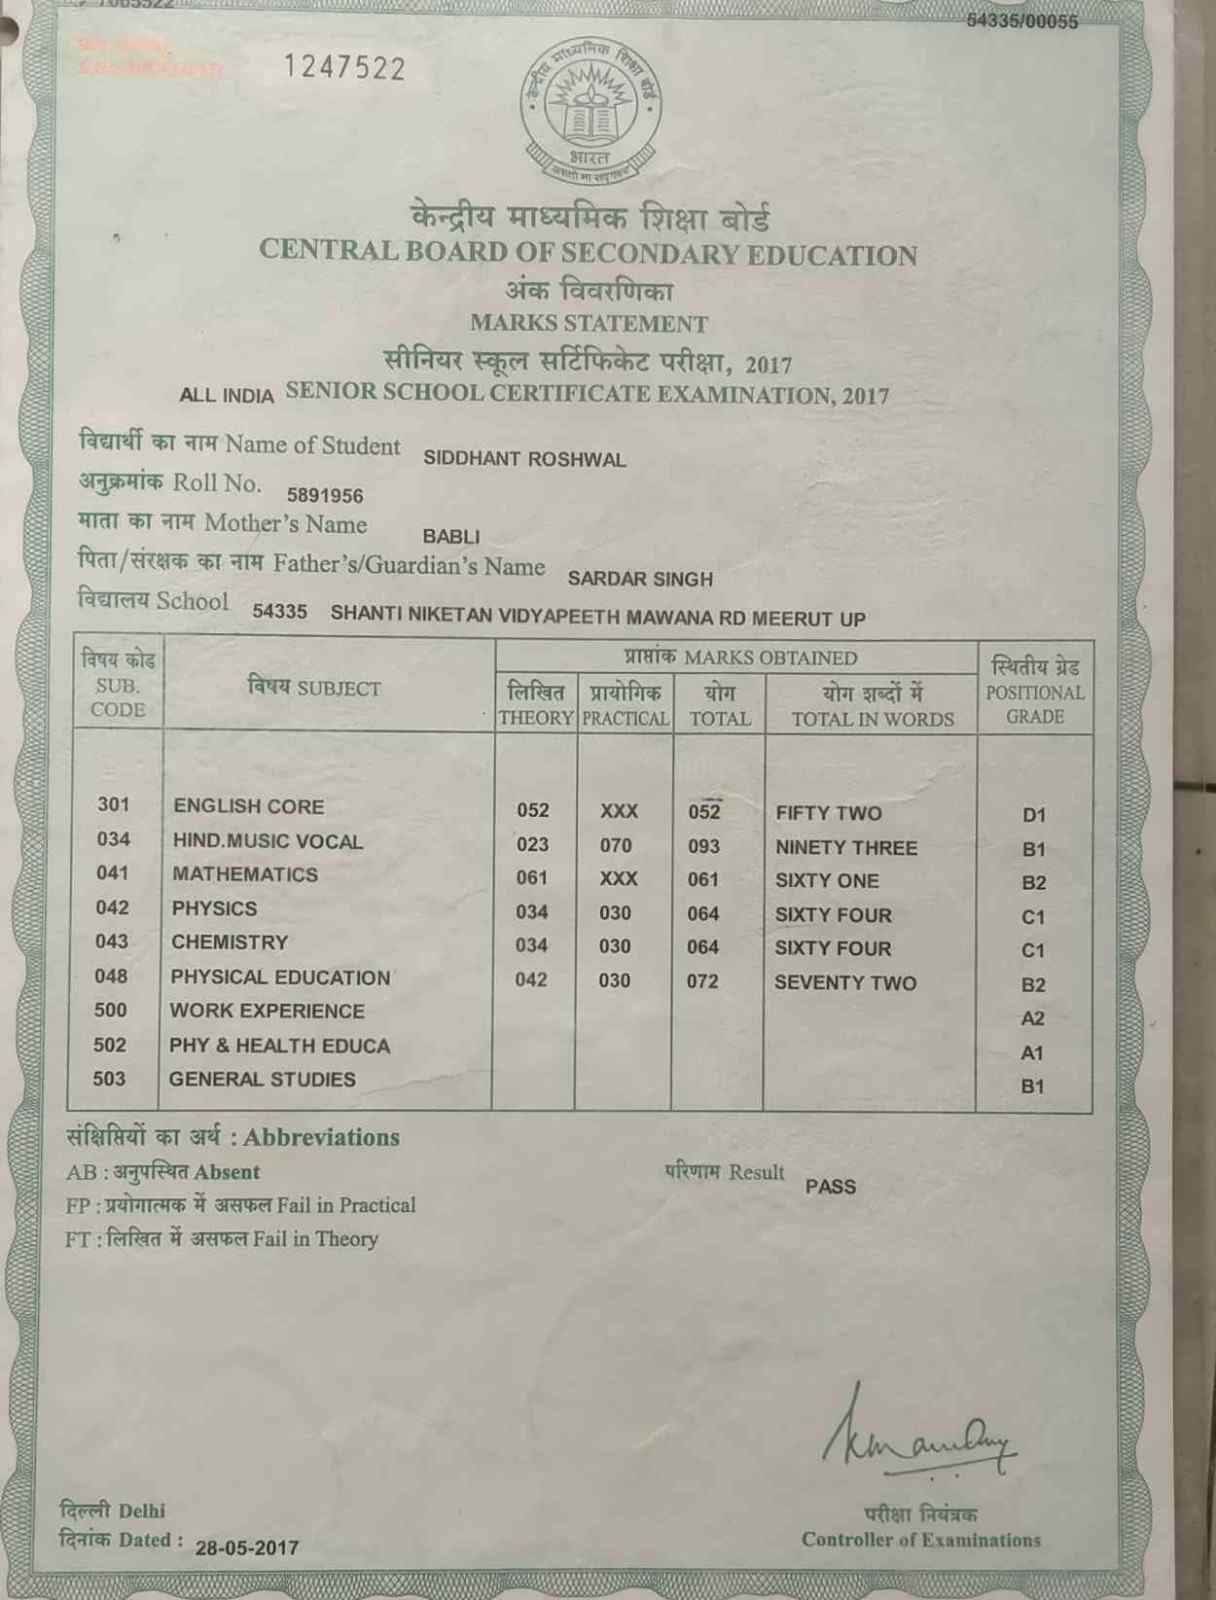 54335/00055
1247522
केन्द्रीय माध्यमिक शिक्षा बोर्ड
भारत
केन्द्रीय माध्यमिक शिक्षा बोर्ड
CENTRAL BOARD OF SECONDARY EDUCATION
अंक विवरणिका
MARKS STATEMENT
सीनियर स्कूल सर्टिफिकेट परीक्षा, 2017
ALL INDIA SENIOR SCHOOL CERTIFICATE EXAMINATION, 2017
विद्यार्थी का नाम Name of Student SIDDHANT ROSHWAL
अनुक्रमांक Roll No. 5891956
माता का नाम Mother's Name BABLI
पिता/संरक्षक का नाम Father's/Guardian's Name SARDAR SINGH
विद्यालय School 54335 SHANTI NIKETAN VIDYAPEETH MAWANA RD MEERUT UP
विषय कोड SUB. CODE विषय SUBJECT प्राप्तांक MARKS OBTAINED स्थितीय ग्रेड POSITIONAL GRADE
लिखित THEORY प्रायोगिक PRACTICAL योग TOTAL योग शब्दों में TOTAL IN WORDS
301 ENGLISH CORE 052 XXX 052 FIFTY TWO D1
034 HIND.MUSIC VOCAL 023 070 093 NINETY THREE B1
041 MATHEMATICS 061 XXX 061 SIXTY ONE B2
042 PHYSICS 034 030 064 SIXTY FOUR C1
043 CHEMISTRY 034 030 064 SIXTY FOUR C1
048 PHYSICAL EDUCATION 042 030 072 SEVENTY TWO B2
500 WORK EXPERIENCE A2
502 PHY & HEALTH EDUCA A1
503 GENERAL STUDIES B1
संक्षिप्तियों का अर्थ : Abbreviations
AB : अनुपस्थित Absent परिणाम Result PASS
FP : प्रयोगात्मक में असफल Fail in Practical
FT : लिखित में असफल Fail in Theory
दिल्ली Delhi परीक्षा नियंत्रक
दिनांक Dated : 28-05-2017 Controller of Examinations